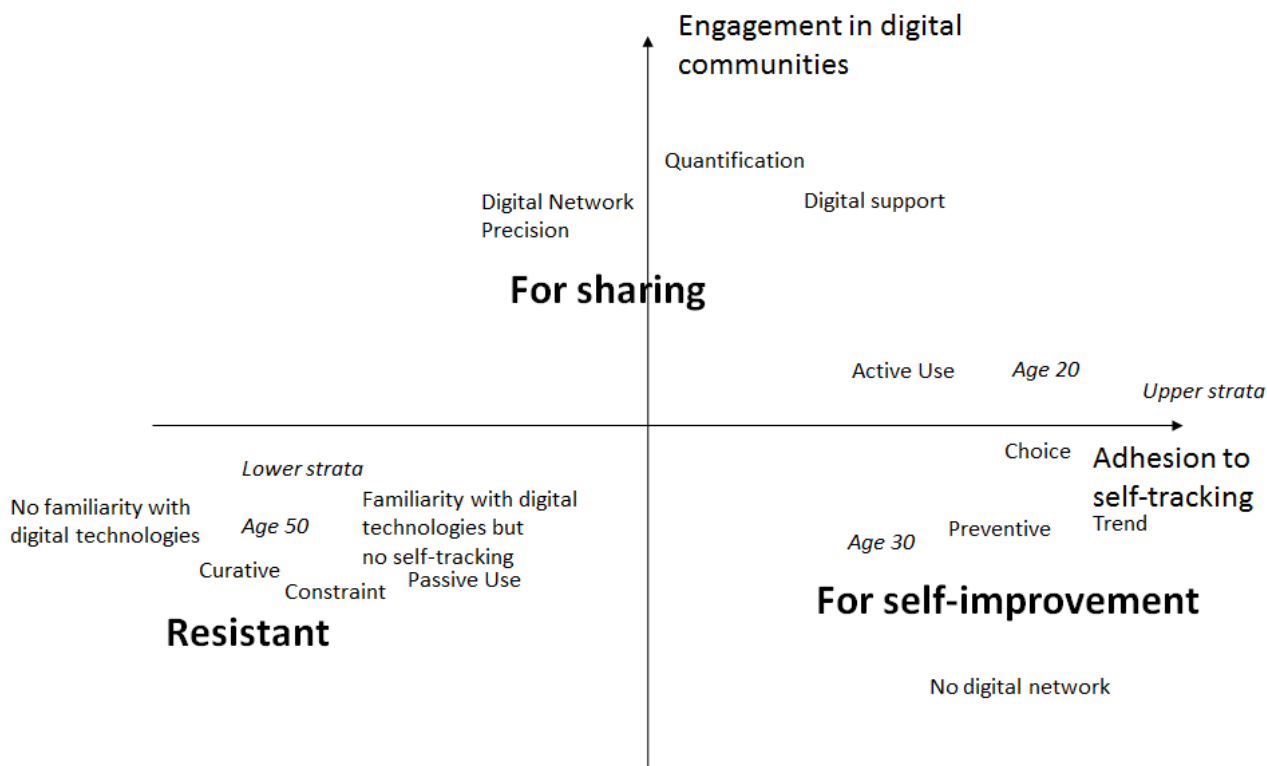 Engagement in digital
communities
Quantification
Digital Network
Precision
Digital support
For sharing
Active Use
Age 20
Upper strata
Choice
Adhesion to
self-tracking
Trend
Preventive
Age 30
For self-improvement
No digital network
Lower strata
No familiarity with
digital technologies
Age 50
Familiarity with digital
technologies but
no self-tracking
Curative
Constraint
Passive Use
Resistant